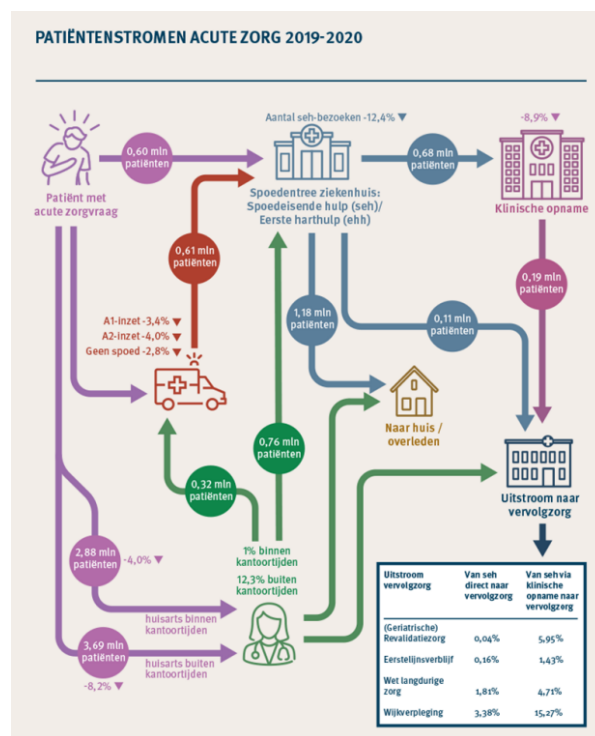 PATIËNTENSTROMEN ACUTE ZORG 2019-2020
Aantal seh-bezoeken -12,4% ▼
-8,9% ▼
0,60 mln
patiënten
0,68 mln
patiënten
Patiënt met
acute zorgvraag
Spoedentree ziekenhuis:
Spoedeisende hulp (seh)/
Eerste harthulp (ehh)
Klinische opname
0,61 mln
patiënten
0,19 mln
patiënten
1,18 mln
patiënten
0,11 mln
patiënten
A1-inzet -3,4% ▼
A2-inzet -4,0% ▼
Geen spoed -2,8% ▼
Naar huis /
overleden
0,76 mln
patiënten
0,32 mln
patiënten
Uitstroom naar
vervolgzorg
1% binnen
kantoortijden
12,3% buiten
kantoortijden
2,88 mln
patiënten
-4,0% ▼
huisarts binnen
kantoortijden
3,69 mln
patiënten
-8,2% ▼
huisarts buiten
kantoortijden
Uitstroom
vervolgzorg
Van seh
direct naar
vervolgzorg
Van seh via
klinische
opname naar
vervolgzorg
(Geriatrische)
Revalidatiezorg 0,04% 5,95%
Eerstelijnsverblijf 0,16% 1,43%
Wet langdurige
zorg 1,81% 4,71%
Wijkverpleging 3,38% 15,27%